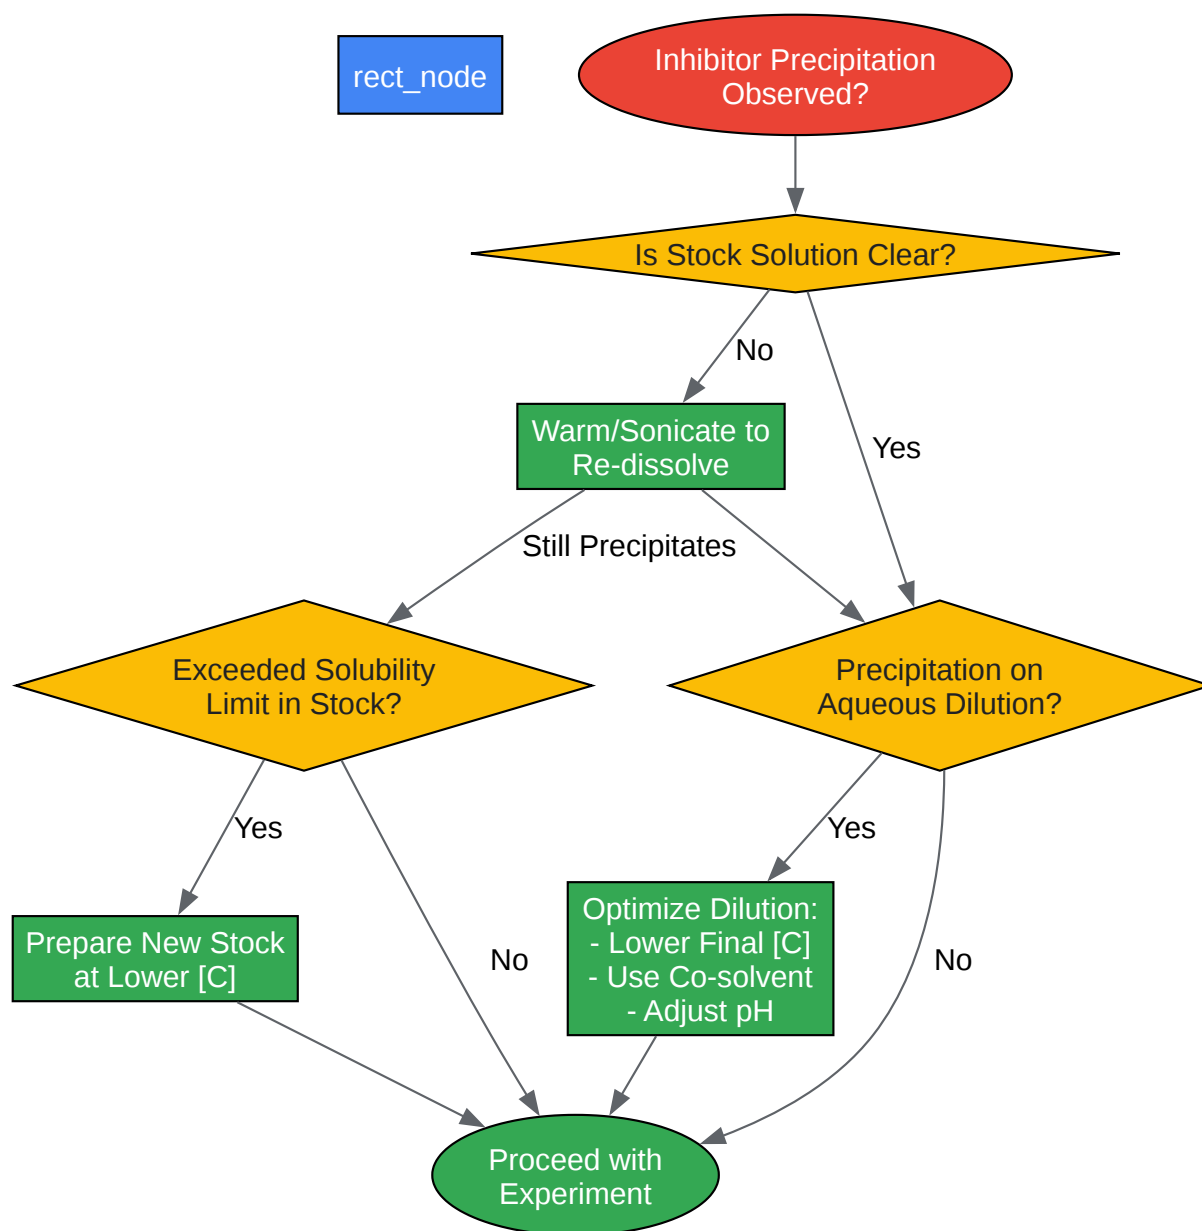 rect_node
Inhibitor Precipitation
Observed?
Is Stock Solution Clear?
No
Warm/Sonicate to
Re-dissolve
Yes
Still Precipitates
Exceeded Solubility
Limit in Stock?
Precipitation on
Aqueous Dilution?
Yes
Yes
Prepare New Stock
at Lower [C]
No
Optimize Dilution:
- Lower Final [C]
- Use Co-solvent
- Adjust pH
No
Proceed with
Experiment